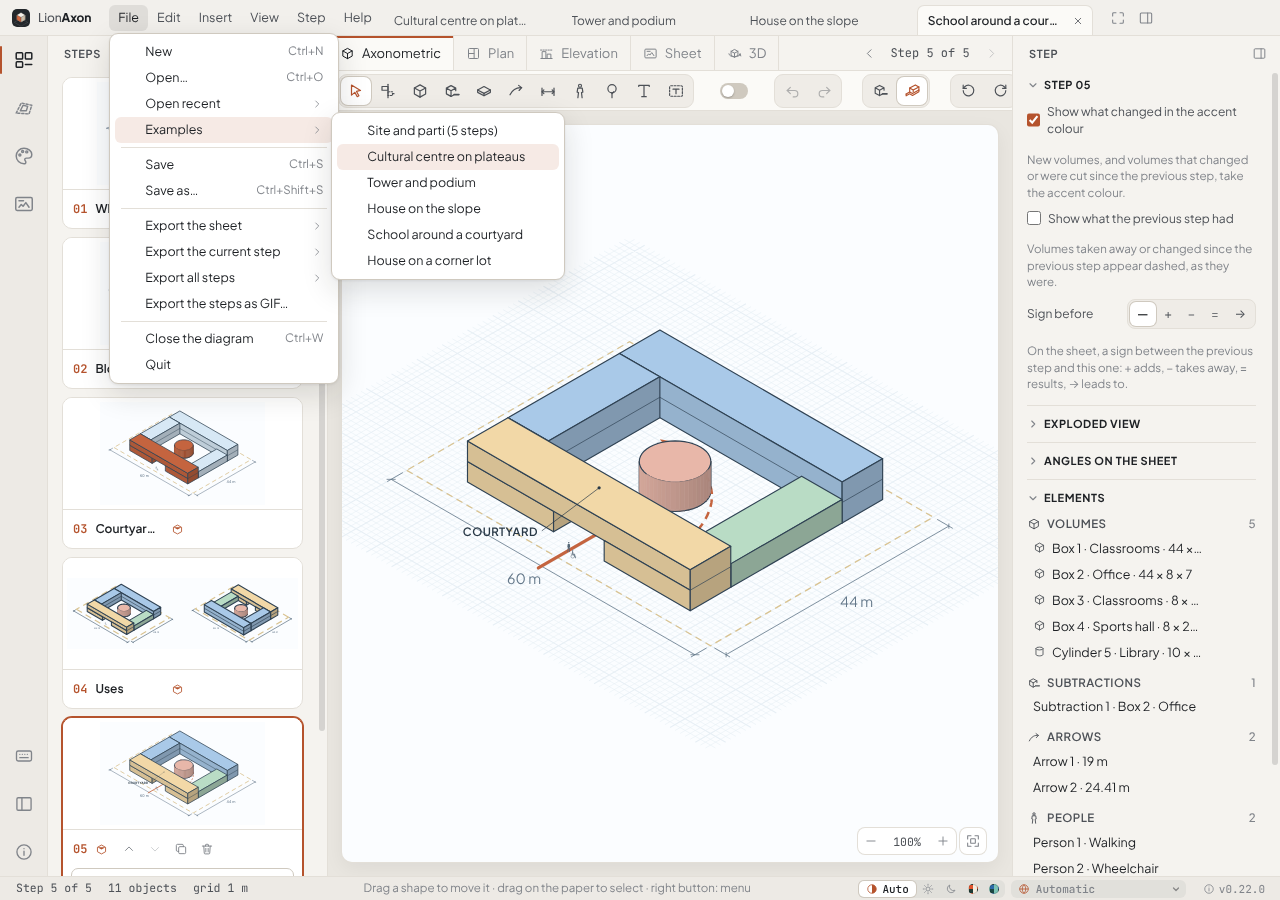 LionAxon File Edit Insert View Step Help Cultural centre on plat… Tower and podium House on the slope School around a cour… ×
STEPS
New Ctrl+N
Open… Ctrl+O
Open recent
Examples
Save Ctrl+S
Save as… Ctrl+Shift+S
Export the sheet
Export the current step
Export all steps
Export the steps as GIF…
Close the diagram Ctrl+W
Quit
Site and parti (5 steps)
Cultural centre on plateaus
Tower and podium
House on the slope
School around a courtyard
House on a corner lot
Axonometric Plan Elevation Sheet 3D Step 5 of 5
01
02
03 Courtyar…
04 Uses
05
COURTYARD
60 m
44 m
100%
STEP
STEP 05
Show what changed in the accent
colour
New volumes, and volumes that changed
or were cut since the previous step, take
the accent colour.
Show what the previous step had
Volumes taken away or changed since the
previous step appear dashed, as they
were.
Sign before — + − = →
On the sheet, a sign between the previous
step and this one: + adds, − takes away, =
results, → leads to.
EXPLODED VIEW
ANGLES ON THE SHEET
ELEMENTS
VOLUMES 5
Box 1 · Classrooms · 44 ×…
Box 2 · Office · 44 × 8 × 7
Box 3 · Classrooms · 8 × …
Box 4 · Sports hall · 8 × 2…
Cylinder 5 · Library · 10 × …
SUBTRACTIONS 1
Subtraction 1 · Box 2 · Office
ARROWS 2
Arrow 1 · 19 m
Arrow 2 · 24.41 m
PEOPLE 2
Person 1 · Walking
Person 2 · Wheelchair
Step 5 of 5 11 objects grid 1 m Drag a shape to move it · drag on the paper to select · right button: menu Auto Automatic v0.22.0